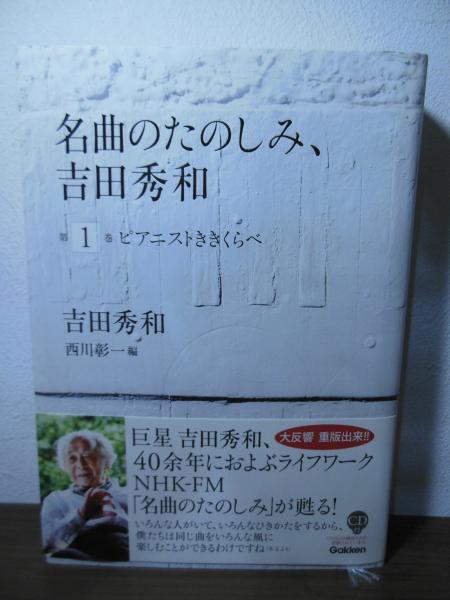 名曲のたのしみ、
吉田秀和
第1巻 ピアニストききくらべ
吉田秀和
西川彰一 編
巨星 吉田秀和、
大反響 重版出来!!
40余年におよぶライフワーク
NHK-FM
「名曲のたのしみ」が甦る!
いろんな人がいて、いろんなひきかたをするから、
僕たちは同じ曲をいろんな風に
楽しむことができるわけですね(本文より)
CD
Gakken